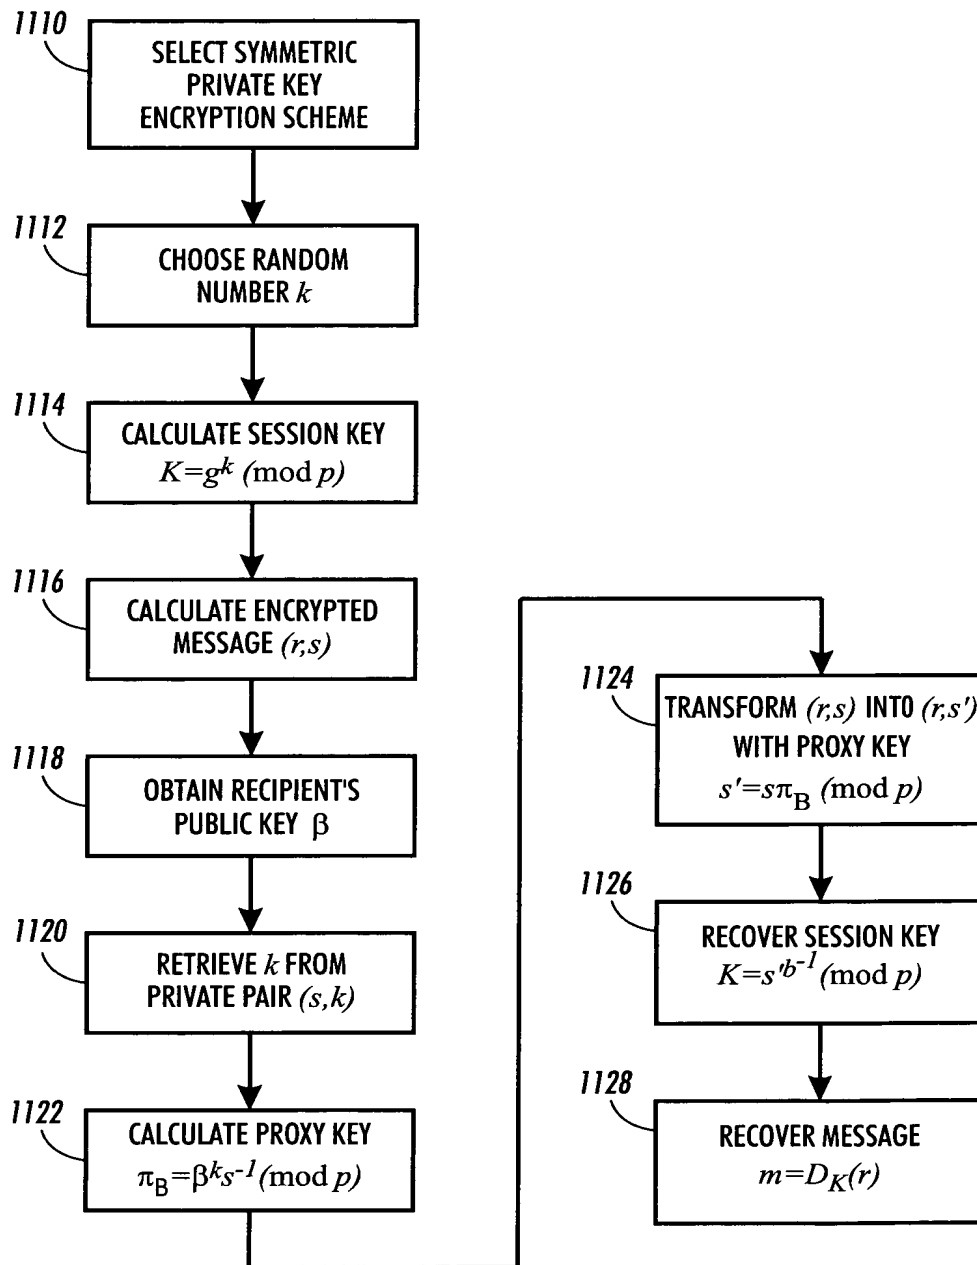 1110
SELECT SYMMETRIC
PRIVATE KEY
ENCRYPTION SCHEME
1112
CHOOSE RANDOM
NUMBER k
1114
CALCULATE SESSION KEY
K=g^k (mod p)
1116
CALCULATE ENCRYPTED
MESSAGE (r,s)
1118
OBTAIN RECIPIENT'S
PUBLIC KEY β
1120
RETRIEVE k FROM
PRIVATE PAIR (s,k)
1122
CALCULATE PROXY KEY
π_B=β^k s^-1 (mod p)
1124
TRANSFORM (r,s) INTO (r,s')
WITH PROXY KEY
s'=sπ_B (mod p)
1126
RECOVER SESSION KEY
K=s'^b^-1 (mod p)
1128
RECOVER MESSAGE
m=D_K(r)